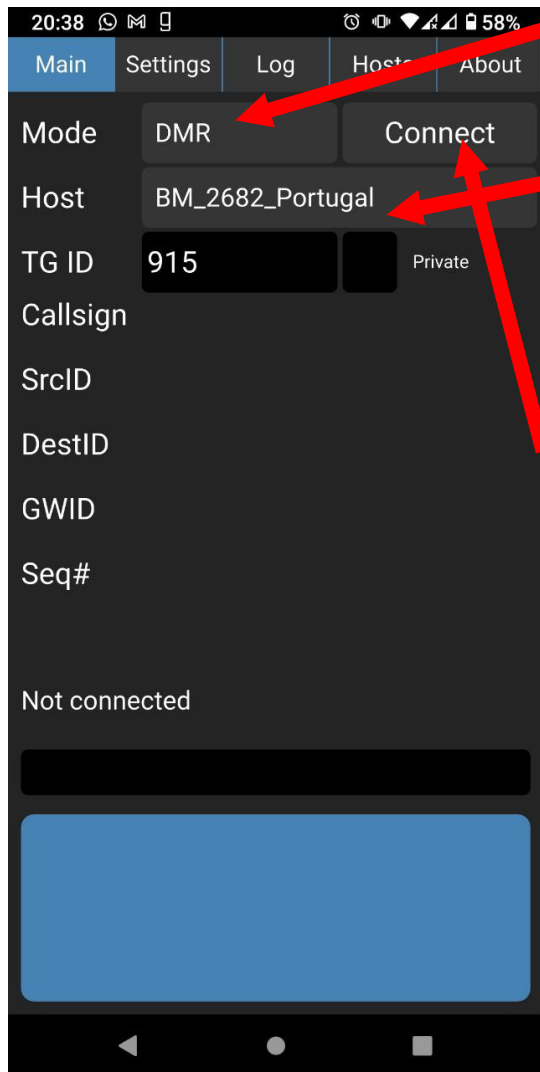 20:38 58%
Main Settings Log Hosts About
Mode DMR Connect
Host BM_2682_Portugal
TG ID 915 Private
Callsign
SrcID
DestID
GWID
Seq#
Not connected